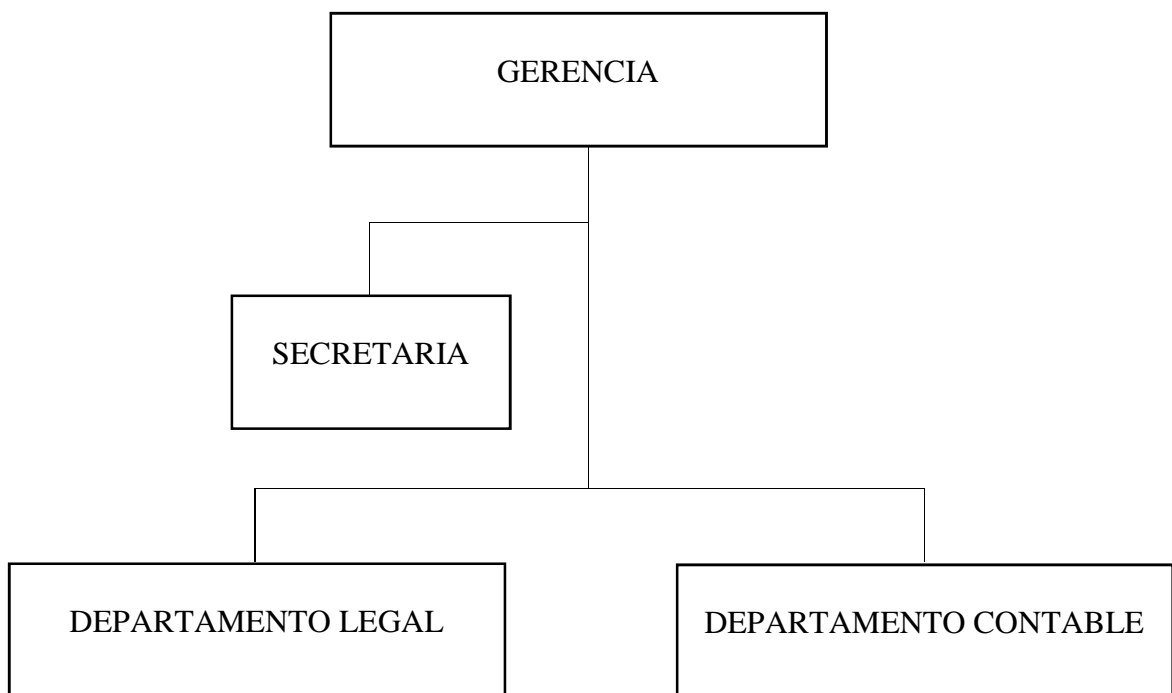 GERENCIA
SECRETARIA
DEPARTAMENTO LEGAL
DEPARTAMENTO CONTABLE